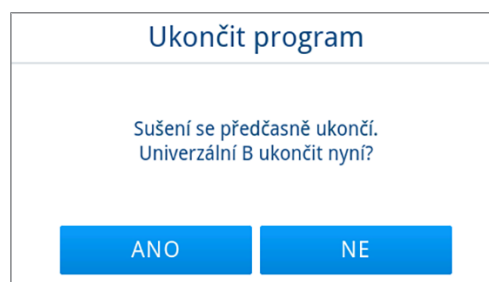 Ukončit program
Sušení se předčasně ukončí.
Univerzální B ukončit nyní?
ANO
NE